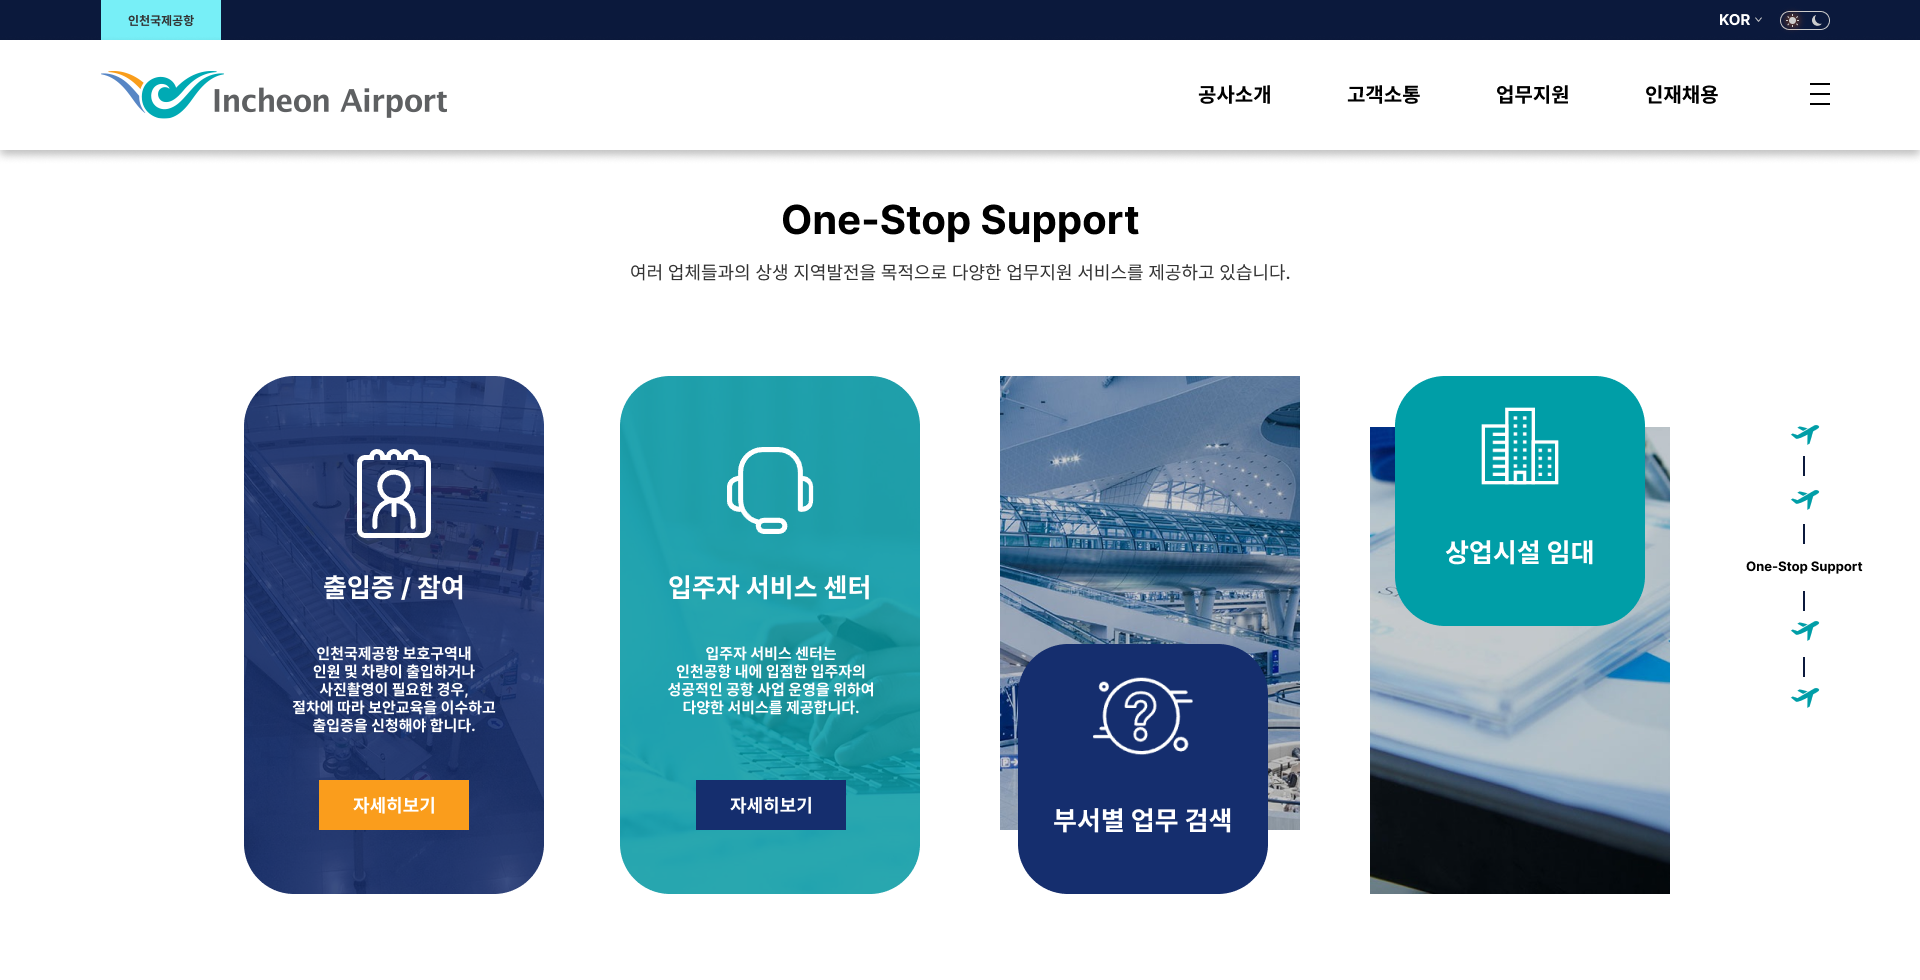 인천국제공항
KOR
Incheon Airport
공사소개
고객소통
업무지원
인재채용
One-Stop Support
여러 업체들과의 상생 지역발전을 목적으로 다양한 업무지원 서비스를 제공하고 있습니다.
출입증 / 참여
인천국제공항 보호구역내
인원 및 차량이 출입하거나
사진촬영이 필요한 경우,
절차에 따라 보안교육을 이수하고
출입증을 신청해야 합니다.
자세히보기
입주자 서비스 센터
입주자 서비스 센터는
인천공항 내에 입점한 입주자의
성공적인 공항 사업 운영을 위하여
다양한 서비스를 제공합니다.
자세히보기
부서별 업무 검색
상업시설 임대
One-Stop Support